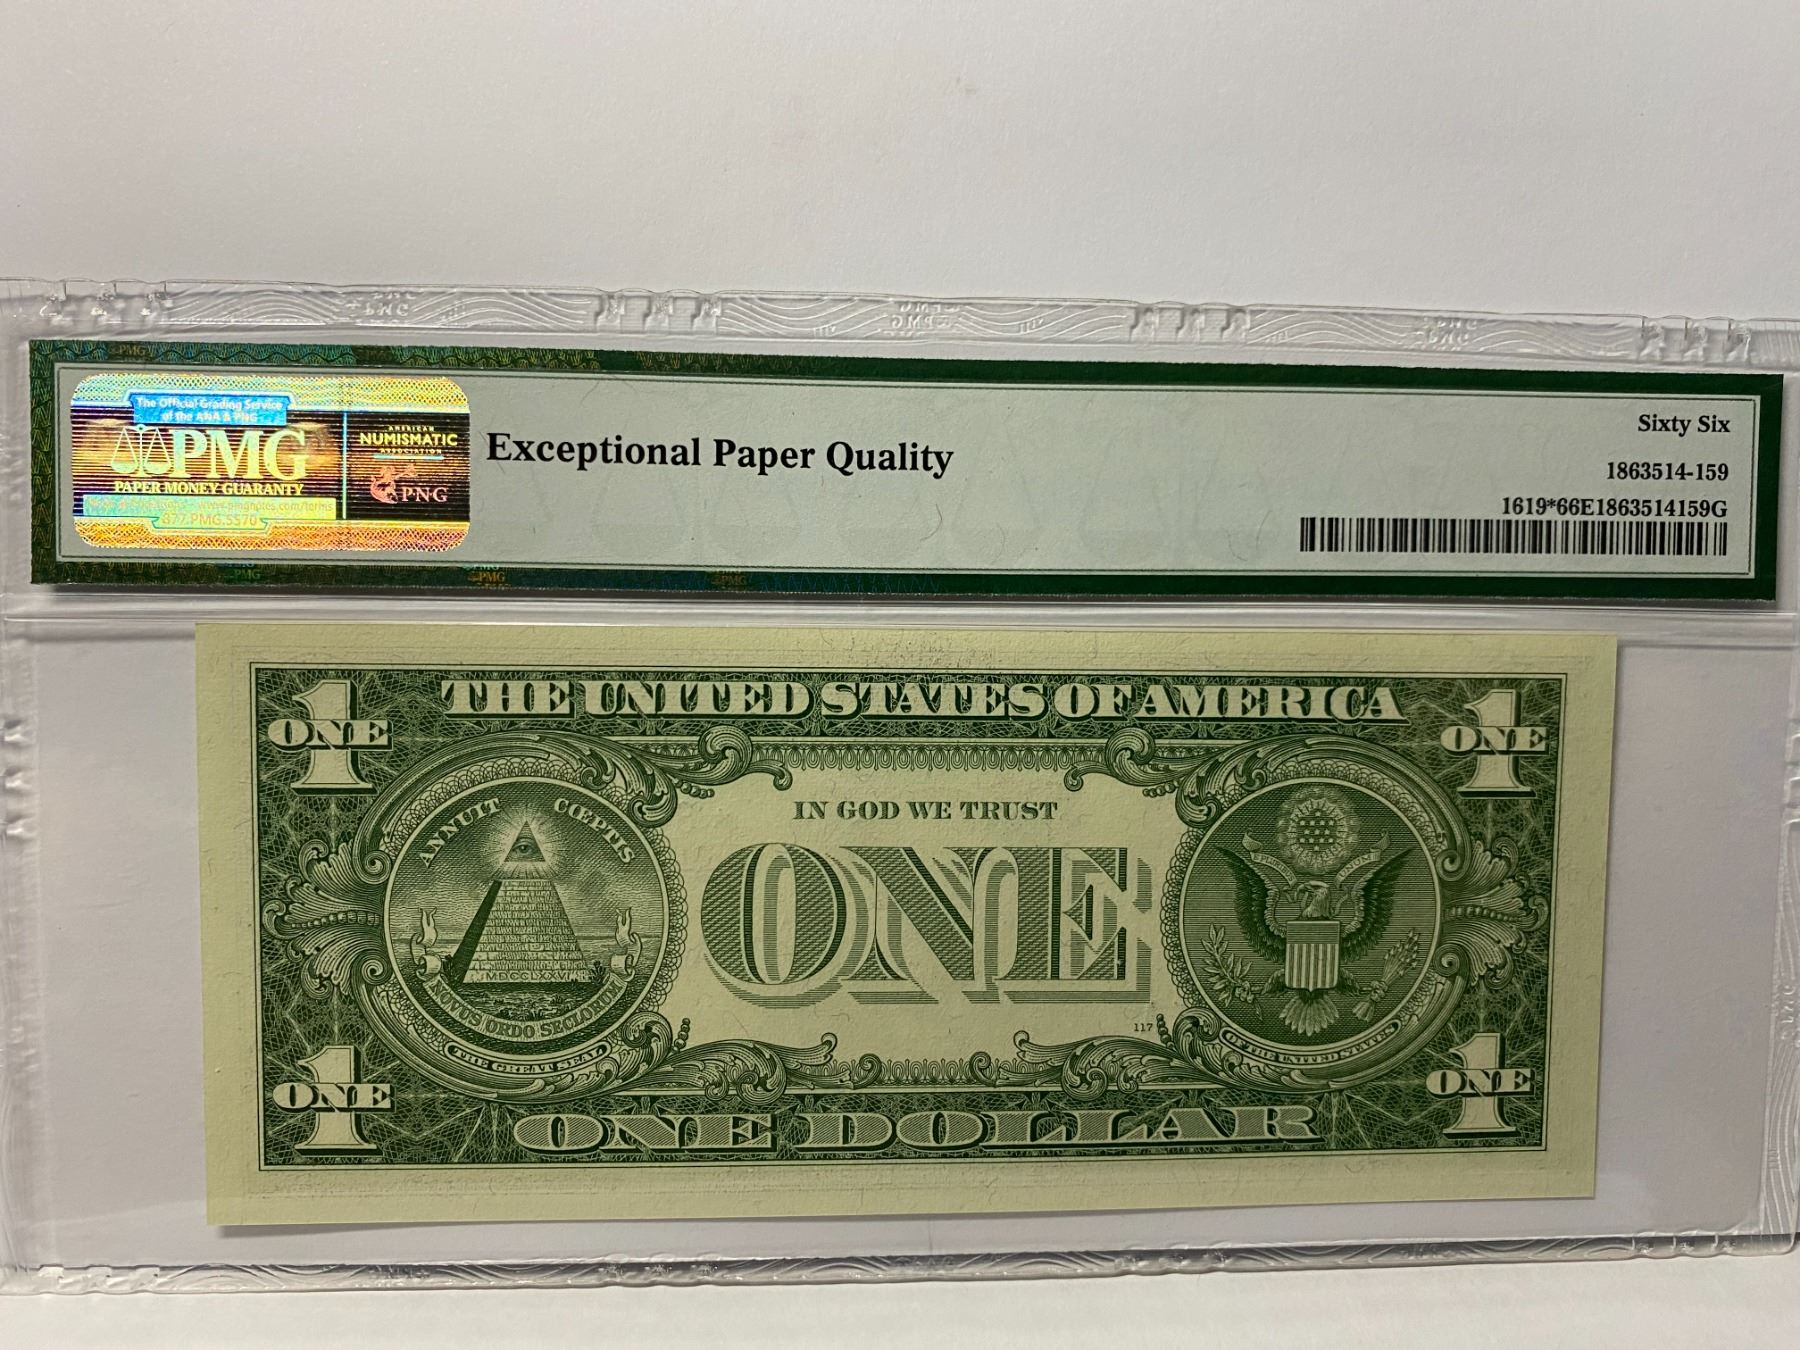 The Official Grading Service
of the ANA & PNG
PMG
PAPER MONEY GUARANTY
877.PMG.5570
AMERICAN
NUMISMATIC
ASSOCIATION
PNG
Exceptional Paper Quality
Sixty Six
1863514-159
1619*66E1863514159G
THE UNITED STATES OF AMERICA
ONE
1
ONE
1
ANNUIT CŒPTIS
MDCCLXXVI
NOVUS ORDO SECLORUM
THE GREAT SEAL
IN GOD WE TRUST
ONE
117
E PLURIBUS UNUM
OF THE UNITED STATES
ONE
1
ONE
1
ONE DOLLAR